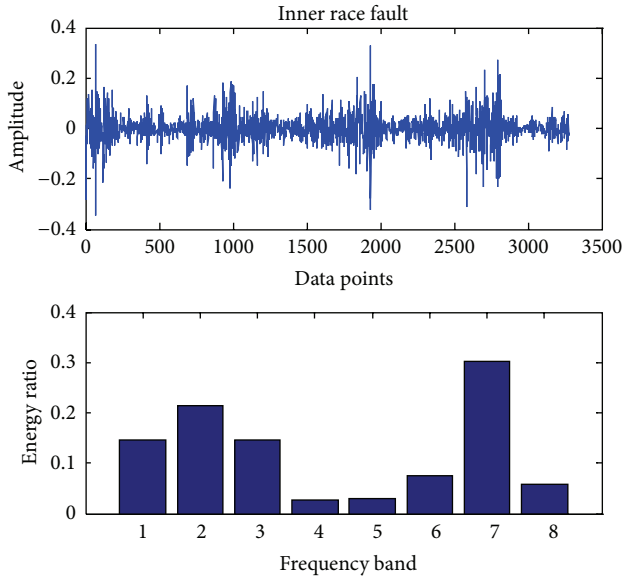 Inner race fault
0.4
0.2
0
−0.2
−0.4
Amplitude
0 500 1000 1500 2000 2500 3000 3500
Data points
0.4
0.3
0.2
0.1
0
Energy ratio
1 2 3 4 5 6 7 8
Frequency band